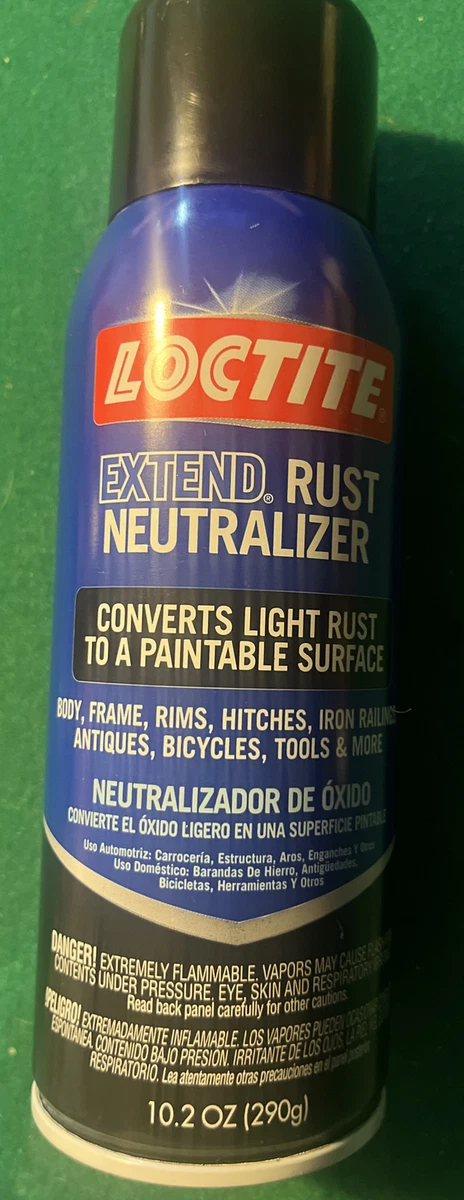 LOCTITE®
EXTEND® RUST
NEUTRALIZER
CONVERTS LIGHT RUST
TO A PAINTABLE SURFACE
BODY, FRAME, RIMS, HITCHES, IRON RAILINGS
ANTIQUES, BICYCLES, TOOLS & MORE
NEUTRALIZADOR DE ÓXIDO
CONVIERTE EL ÓXIDO LIGERO EN UNA SUPERFICIE PINTABLE
Uso Automotriz: Carrocería, Estructura, Aros, Enganches Y Otros
Uso Doméstico: Barandas De Hierro, Antigüedades,
Bicicletas, Herramientas Y Otros
DANGER! EXTREMELY FLAMMABLE. VAPORS MAY CAUSE
CONTENTS UNDER PRESSURE. EYE, SKIN AND RESPIRATORY
Read back panel carefully for other cautions.
¡PELIGRO! EXTREMADAMENTE INFLAMABLE. LOS VAPORES PUEDEN
ESPONTÁNEA. CONTENIDO BAJO PRESIÓN. IRRITANTE DE LOS OJOS,
RESPIRATORIO. Lea atentamente otras precauciones en el panel
10.2 OZ (290g)